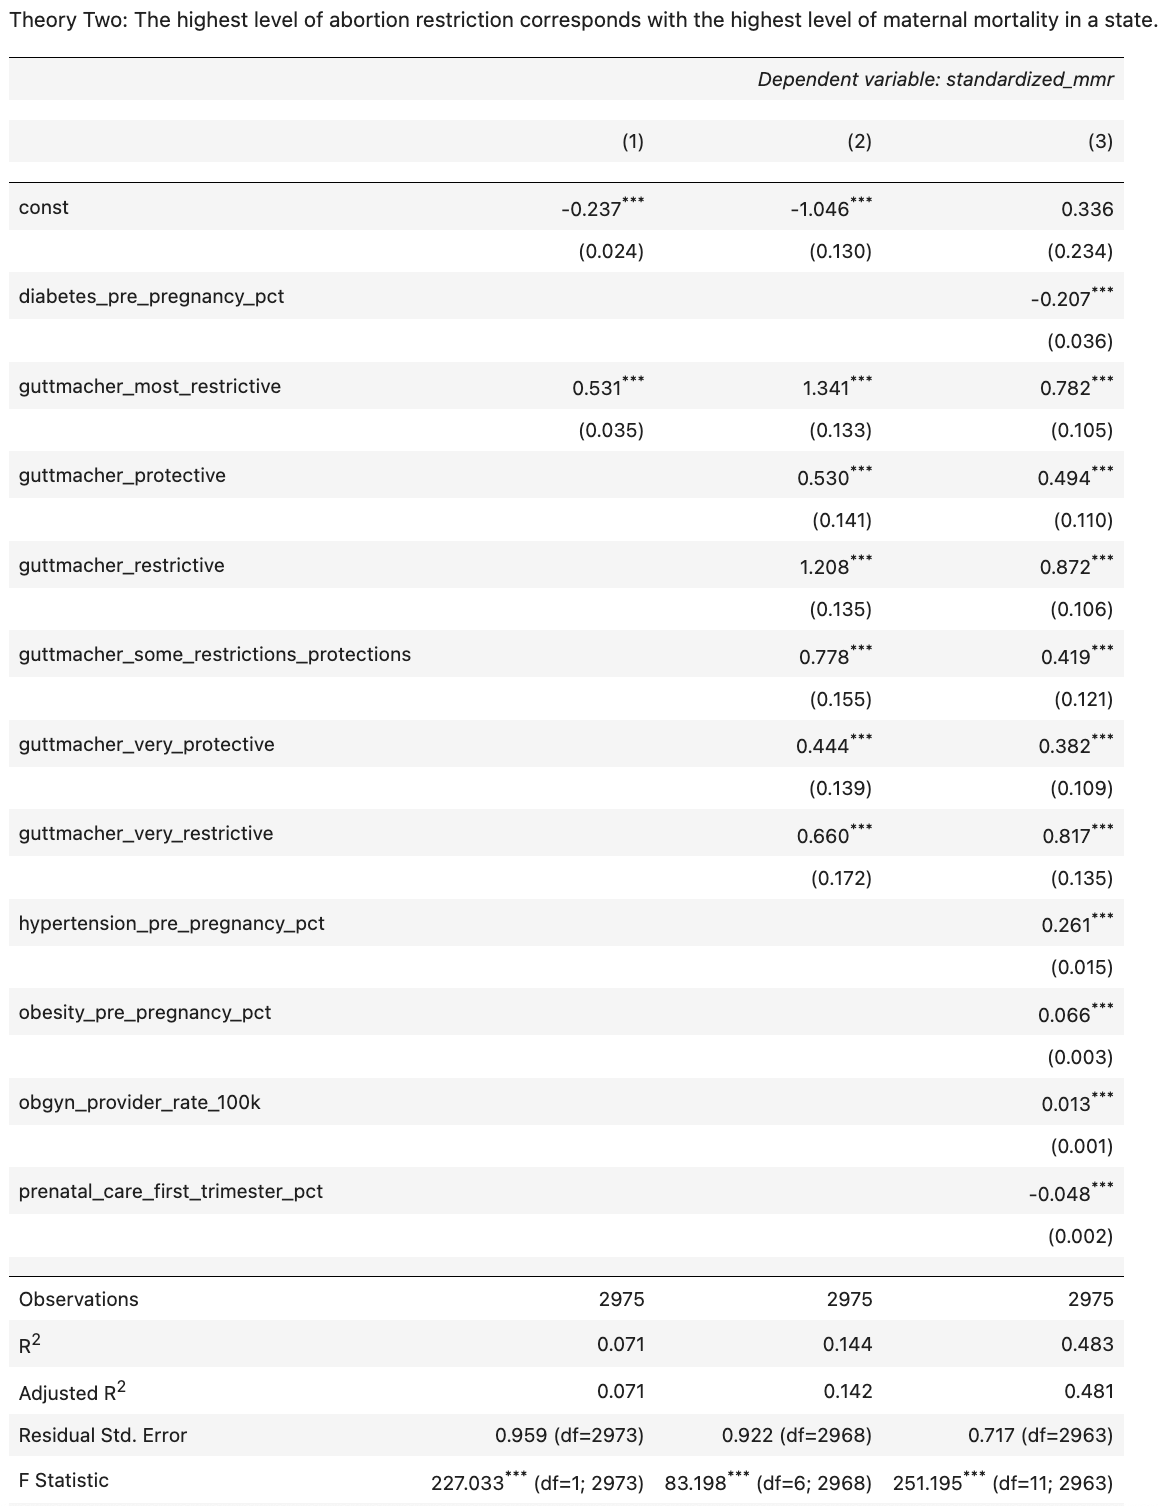 Theory Two: The highest level of abortion restriction corresponds with the highest level of maternal mortality in a state.
Dependent variable: standardized_mmr
(1) (2) (3)
const -0.237*** -1.046*** 0.336
(0.024) (0.130) (0.234)
diabetes_pre_pregnancy_pct -0.207***
(0.036)
guttmacher_most_restrictive 0.531*** 1.341*** 0.782***
(0.035) (0.133) (0.105)
guttmacher_protective 0.530*** 0.494***
(0.141) (0.110)
guttmacher_restrictive 1.208*** 0.872***
(0.135) (0.106)
guttmacher_some_restrictions_protections 0.778*** 0.419***
(0.155) (0.121)
guttmacher_very_protective 0.444*** 0.382***
(0.139) (0.109)
guttmacher_very_restrictive 0.660*** 0.817***
(0.172) (0.135)
hypertension_pre_pregnancy_pct 0.261***
(0.015)
obesity_pre_pregnancy_pct 0.066***
(0.003)
obgyn_provider_rate_100k 0.013***
(0.001)
prenatal_care_first_trimester_pct -0.048***
(0.002)
Observations 2975 2975 2975
R2 0.071 0.144 0.483
Adjusted R2 0.071 0.142 0.481
Residual Std. Error 0.959 (df=2973) 0.922 (df=2968) 0.717 (df=2963)
F Statistic 227.033*** (df=1; 2973) 83.198*** (df=6; 2968) 251.195*** (df=11; 2963)